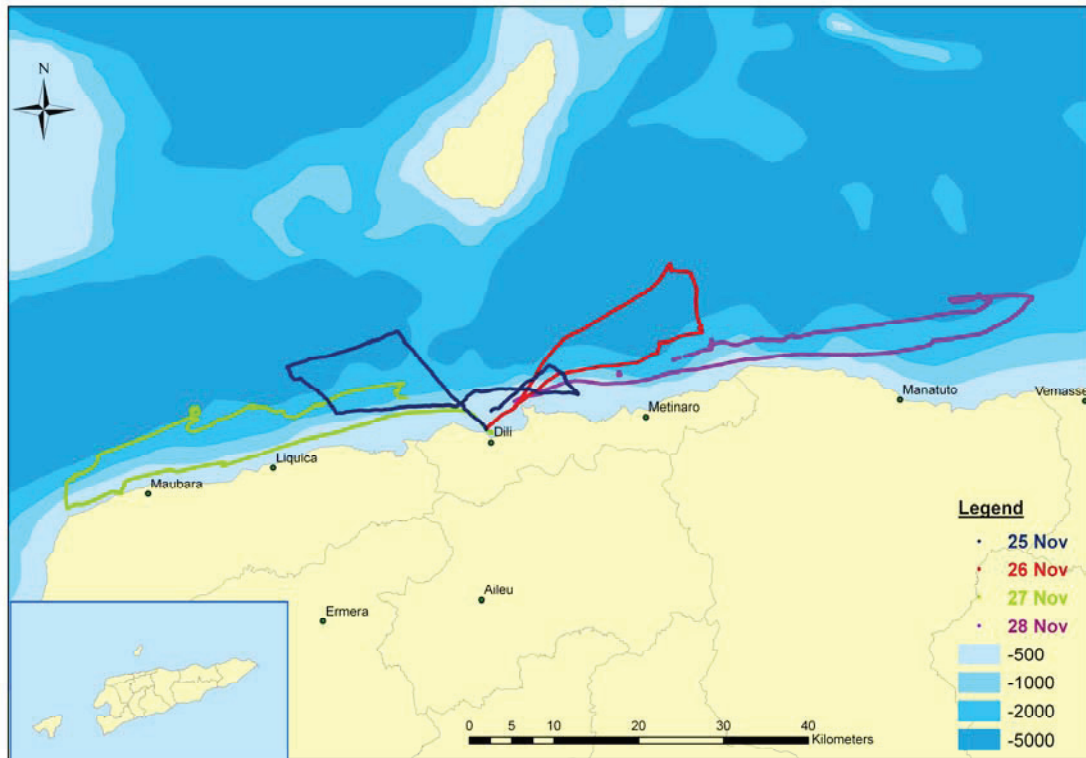 N
Dili
Metinaro
Manatuto
Vemasse
Liquica
Maubara
Aileu
Ermera
Legend
25 Nov
26 Nov
27 Nov
28 Nov
-500
-1000
-2000
-5000
0 5 10 20 30 40
Kilometers